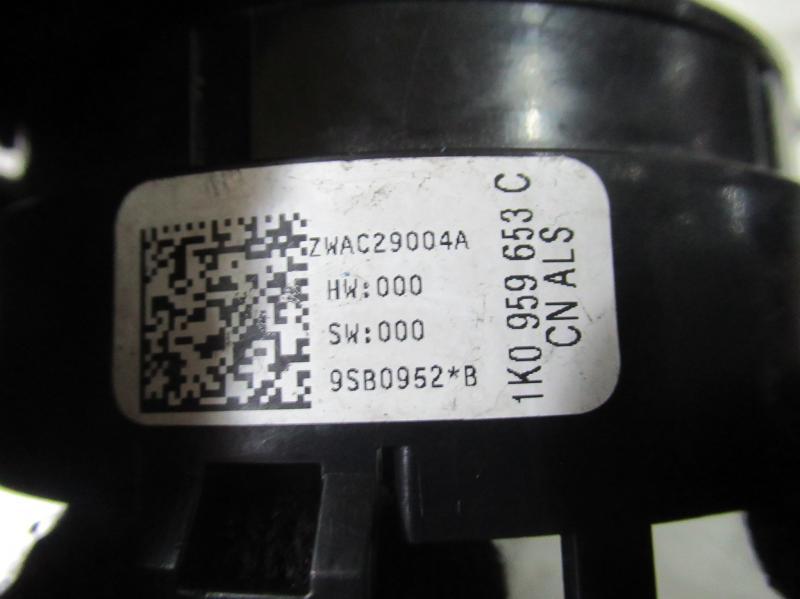 ZWAC29004A
HW:000
SW:000
9SB0952*B
1K0 959 653 C
CN ALS